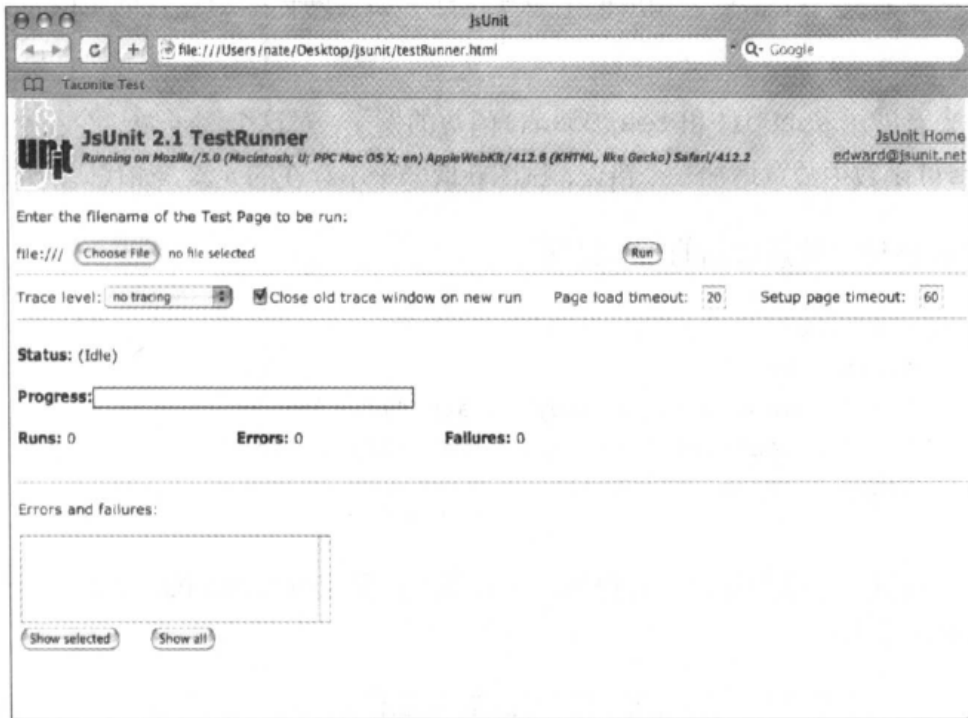 JsUnit
file:///Users/nate/Desktop/jsunit/testRunner.html
Google
Taconite Test
unit
JsUnit 2.1 TestRunner
JsUnit Home
Running on Mozilla/5.0 (Macintosh; U; PPC Mac OS X; en) AppleWebKit/412.6 (KHTML, like Gecko) Safari/412.2
edward@jsunit.net
Enter the filename of the Test Page to be run:
file:/// Choose File no file selected Run
Trace level: no tracing Close old trace window on new run Page load timeout: 20 Setup page timeout: 60
Status: (Idle)
Progress:
Runs: 0 Errors: 0 Failures: 0
Errors and failures:
Show selected Show all